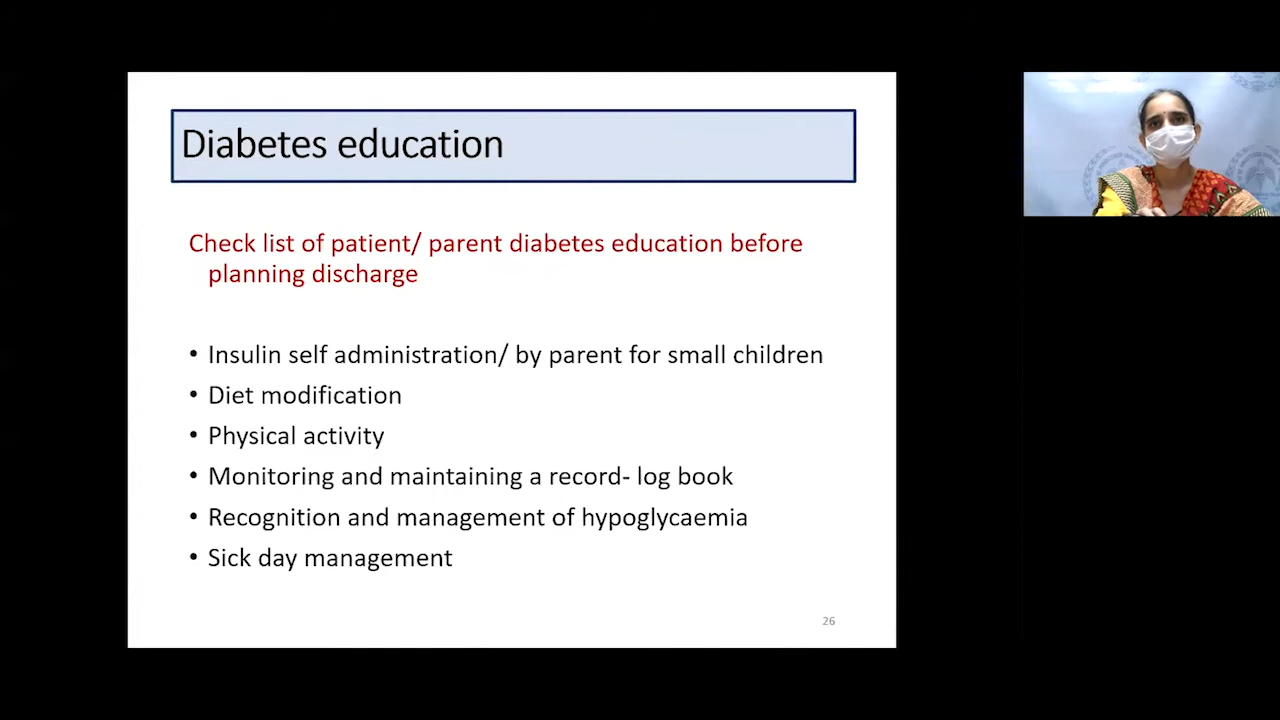 Diabetes education
Check list of patient/ parent diabetes education before
planning discharge
• Insulin self administration/ by parent for small children
• Diet modification
• Physical activity
• Monitoring and maintaining a record- log book
• Recognition and management of hypoglycaemia
• Sick day management
26